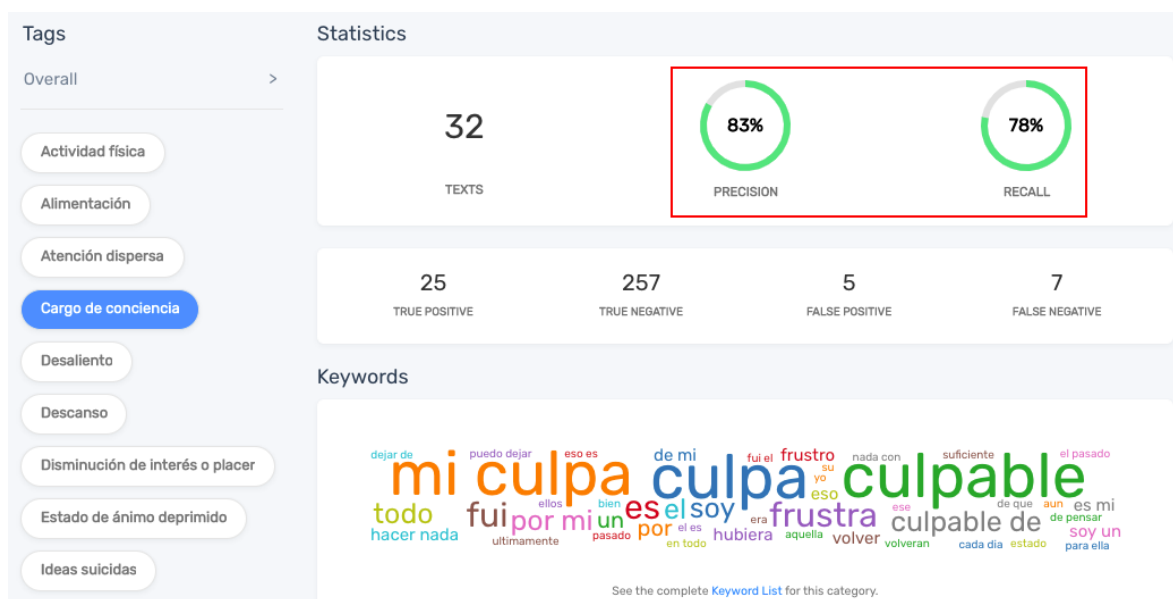 Tags
Overall >
Actividad física
Alimentación
Atención dispersa
Cargo de conciencia
Desaliento
Descanso
Disminución de interés o placer
Estado de ánimo deprimido
Ideas suicidas
Statistics
32
TEXTS
83%
PRECISION
78%
RECALL
25
TRUE POSITIVE
257
TRUE NEGATIVE
5
FALSE POSITIVE
7
FALSE NEGATIVE
Keywords
dejar de
puedo dejar
eso es
de mi
fui el
frustro
nada con
suficiente
el pasado
mi culpa
culpa
su
yo
eso
culpable
todo
fui
ellos
por mi
bien
un
es
el
soy
era
frustra
ese
culpable de
de que
aun
es mi
de pensar
hacer nada
ultimamente
pasado
por
el es
en todo
hubiera
aquella
volver
volveran
cada dia
estado
soy un
para ella
See the complete Keyword List for this category.